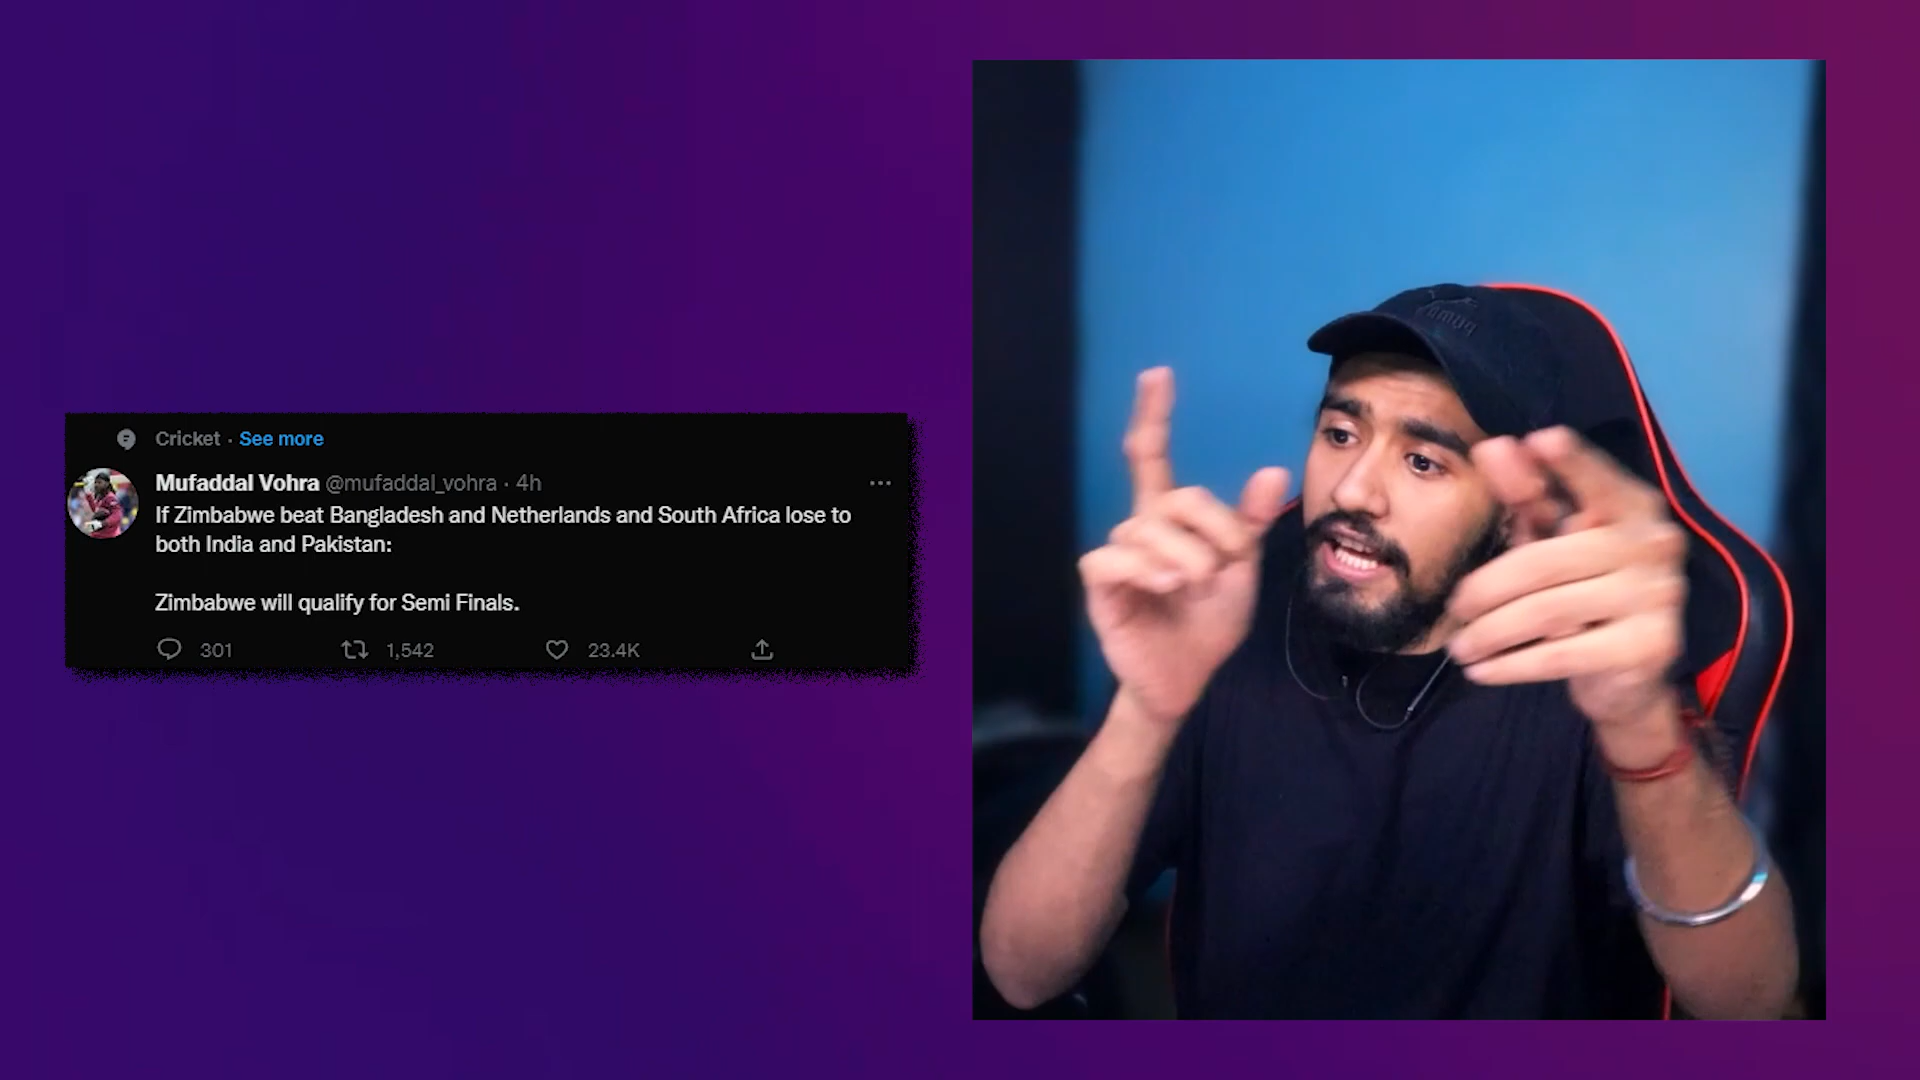 Cricket · See more
Mufaddal Vohra @mufaddal_vohra · 4h
If Zimbabwe beat Bangladesh and Netherlands and South Africa lose to
both India and Pakistan:
Zimbabwe will qualify for Semi Finals.
301 1,542 23.4K
PUMA